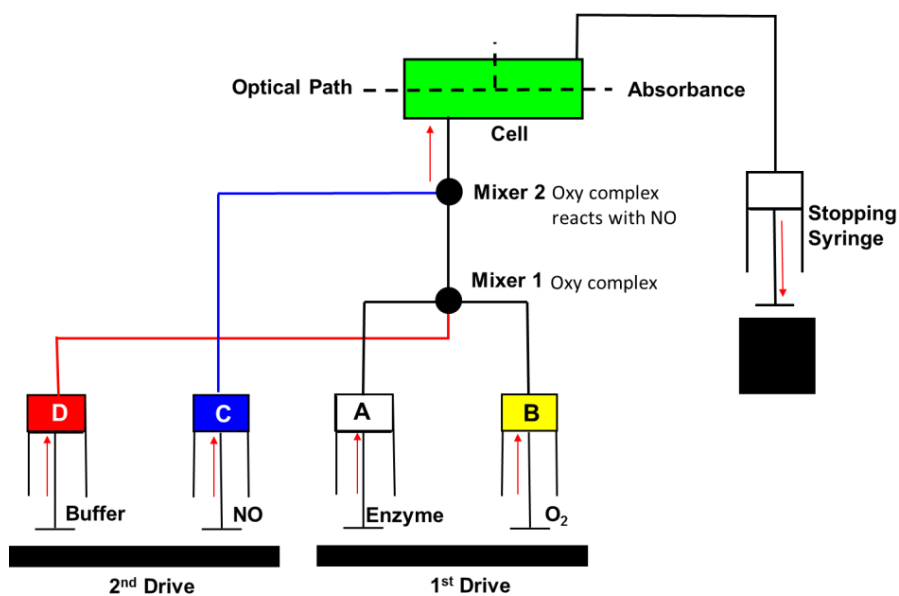 Optical Path
Absorbance
Cell
Mixer 2 Oxy complex
reacts with NO
Stopping
Syringe
Mixer 1 Oxy complex
D
C
A
B
Buffer
NO
Enzyme
O₂
2ⁿᵈ Drive
1ˢᵗ Drive